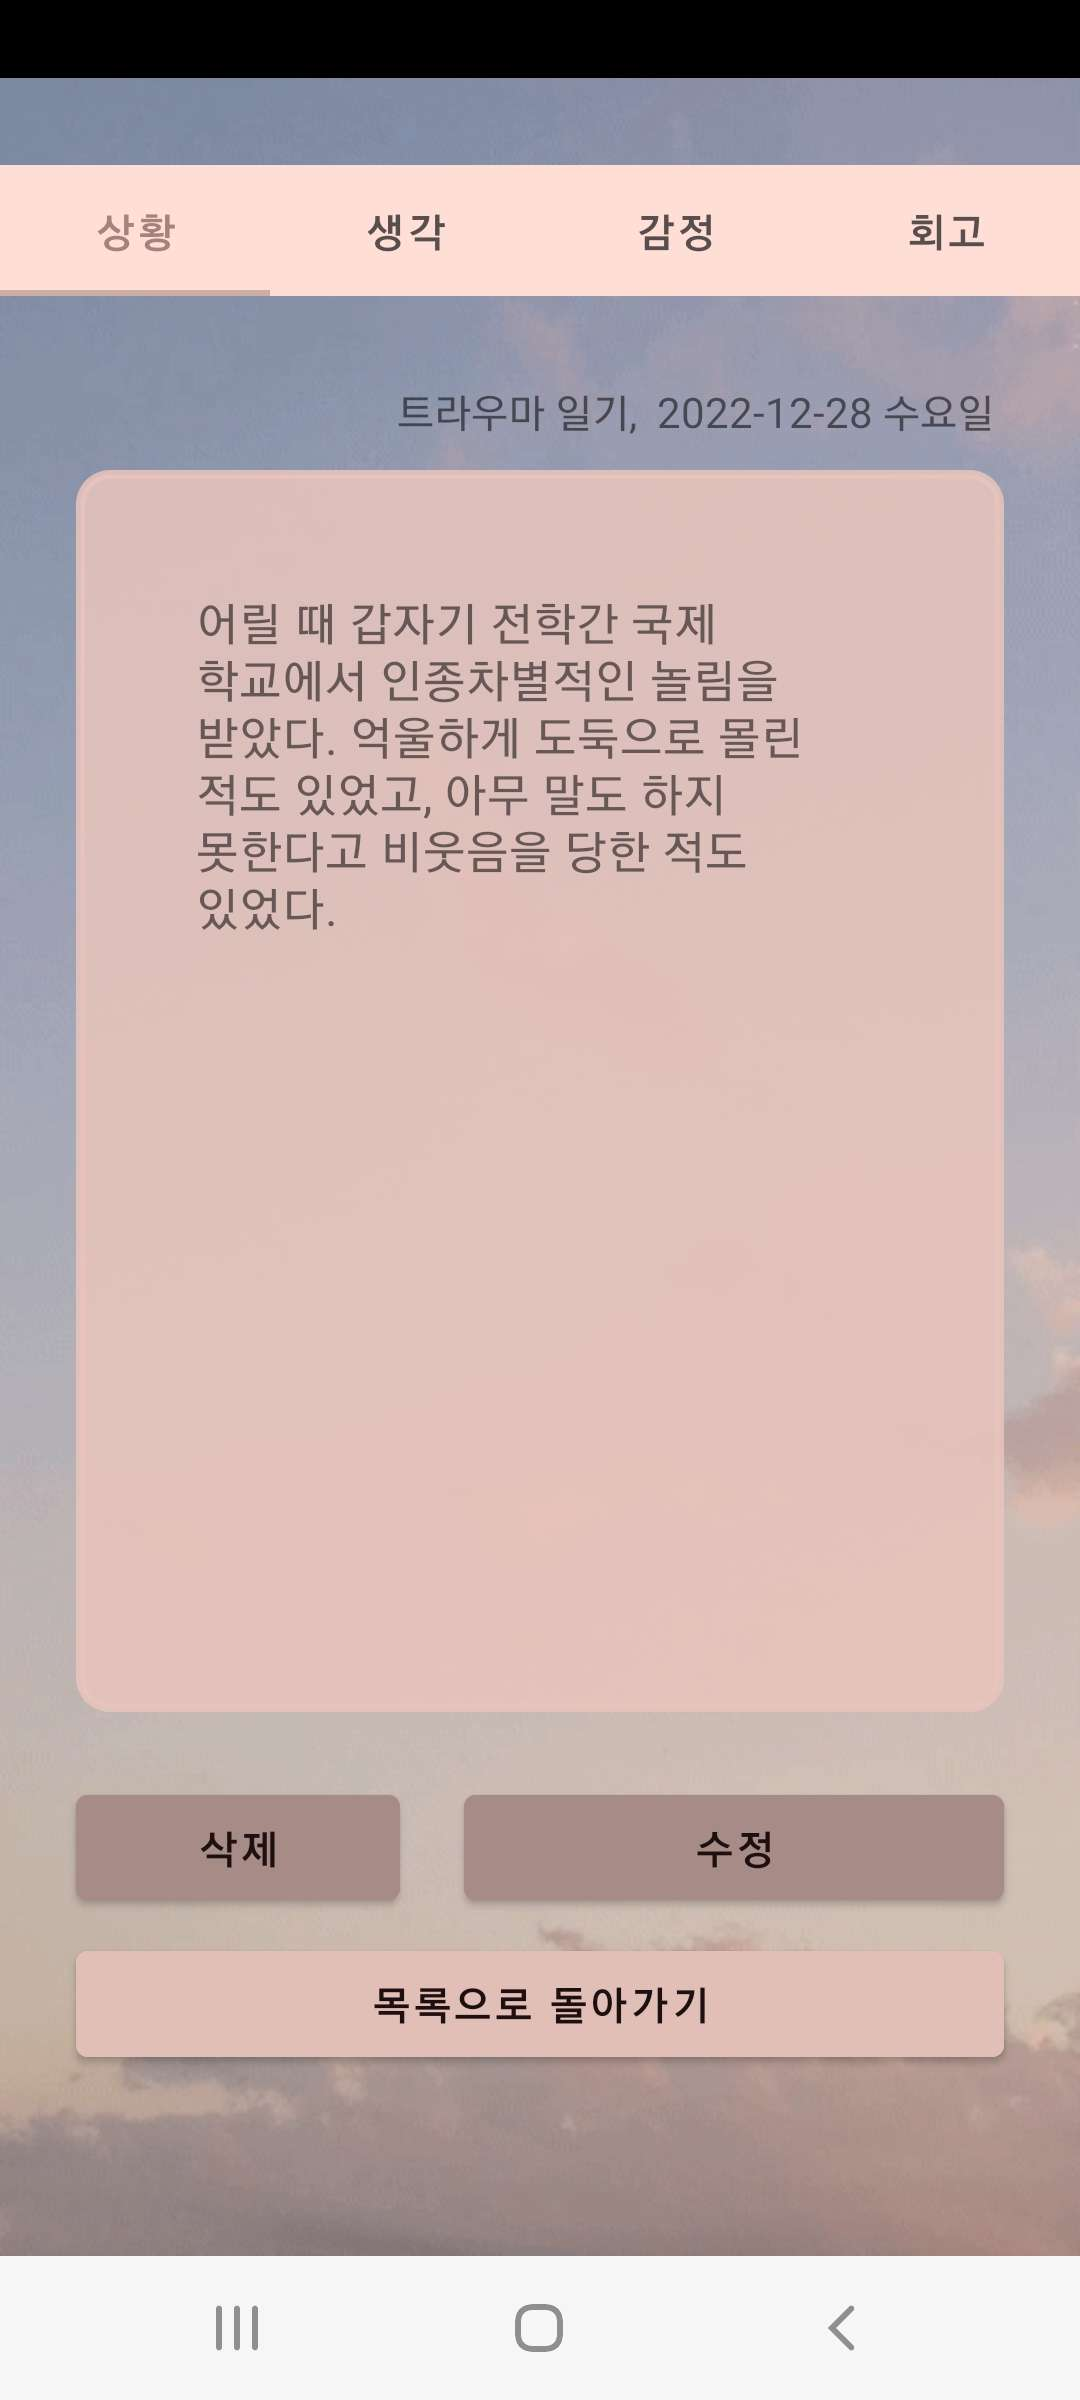 상황 생각 감정 회고
트라우마 일기, 2022-12-28 수요일
어릴 때 갑자기 전학간 국제
학교에서 인종차별적인 놀림을
받았다. 억울하게 도둑으로 몰린
적도 있었고, 아무 말도 하지
못한다고 비웃음을 당한 적도
있었다.
삭제 수정
목록으로 돌아가기